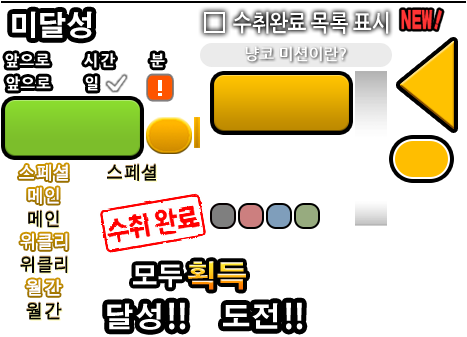 미달성
수취완료 목록 표시
NEW!
냥코 미션이란?
앞으로 시간 분
앞으로 일
!
스페셜 스페셜
메인
메인
위클리
위클리
월간
월간
수취 완료
모두획득
달성!! 도전!!